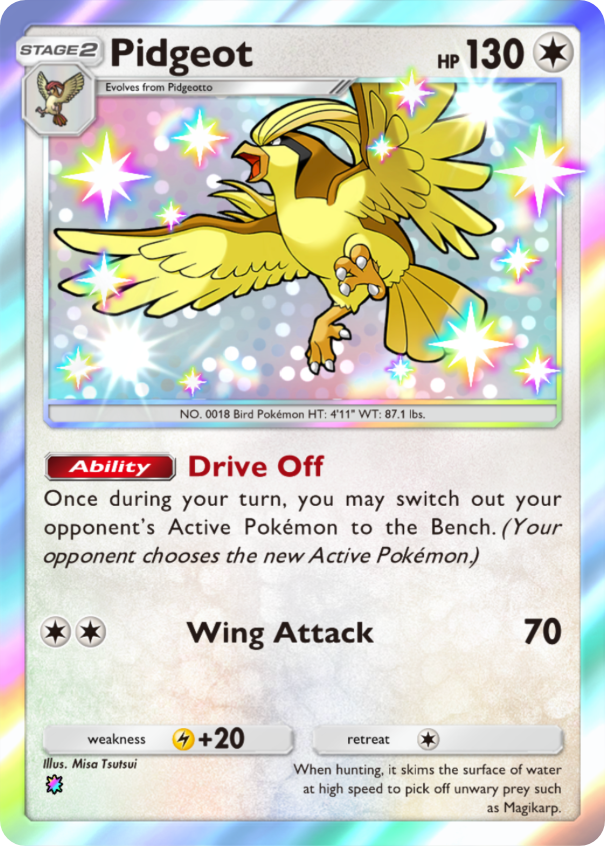 STAGE 2
Pidgeot
HP 130
Evolves from Pidgeotto
NO. 0018 Bird Pokémon HT: 4'11" WT: 87.1 lbs.
Ability Drive Off
Once during your turn, you may switch out your
opponent's Active Pokémon to the Bench. (Your
opponent chooses the new Active Pokémon.)
Wing Attack 70
weakness +20
retreat
Illus. Misa Tsutsui
When hunting, it skims the surface of water
at high speed to pick off unwary prey such
as Magikarp.